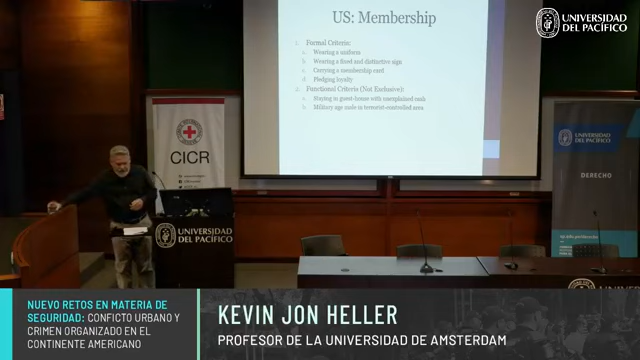 US: Membership
UNIVERSIDAD
DEL PACÍFICO
Formal Criteria:
Wearing a uniform
Wearing a fixed and distinctive sign
Carrying a membership card
Pledging loyalty
Functional Criteria (Not Exclusive):
Staying in guest-house with unexplained cash
Military age male in terrorist-controlled area
CICR
UNIVERSIDAD
DEL PACÍFICO
DERECHO
UNIVERSIDAD
DEL PACÍFICO
UNIVERSIDAD
NUEVO RETOS EN MATERIA DE
SEGURIDAD: CONFICTO URBANO Y
CRIMEN ORGANIZADO EN EL
CONTINENTE AMERICANO
KEVIN JON HELLER
PROFESOR DE LA UNIVERSIDAD DE AMSTERDAM